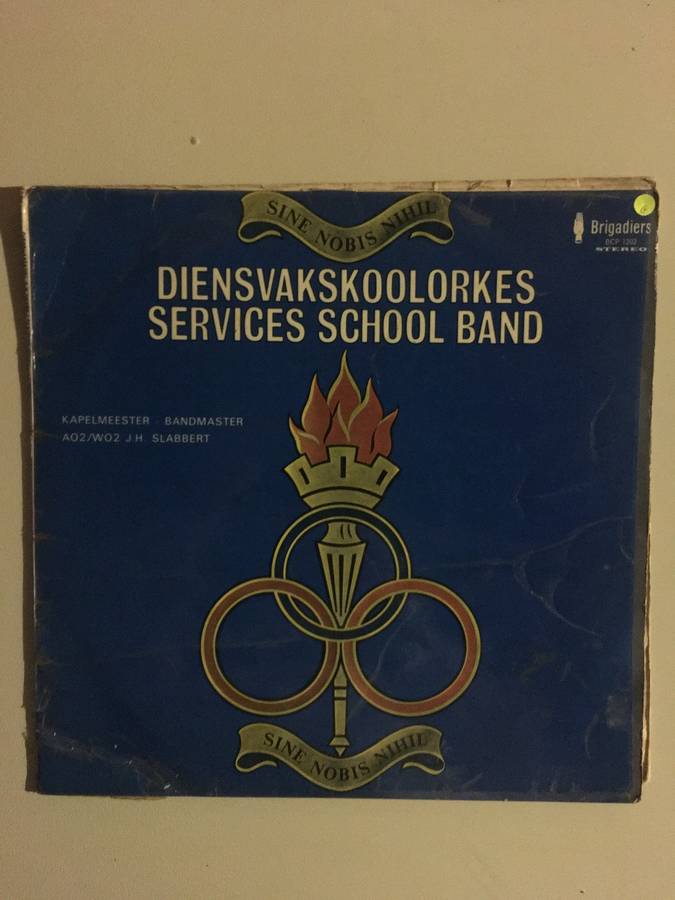 SINE NOBIS NIHIL
Brigadiers
BCP 1202
STEREO
DIENSVAKSKOOLORKES
SERVICES SCHOOL BAND
KAPELMEESTER - BANDMASTER
AO2/WO2 J.H. SLABBERT
SINE NOBIS NIHIL